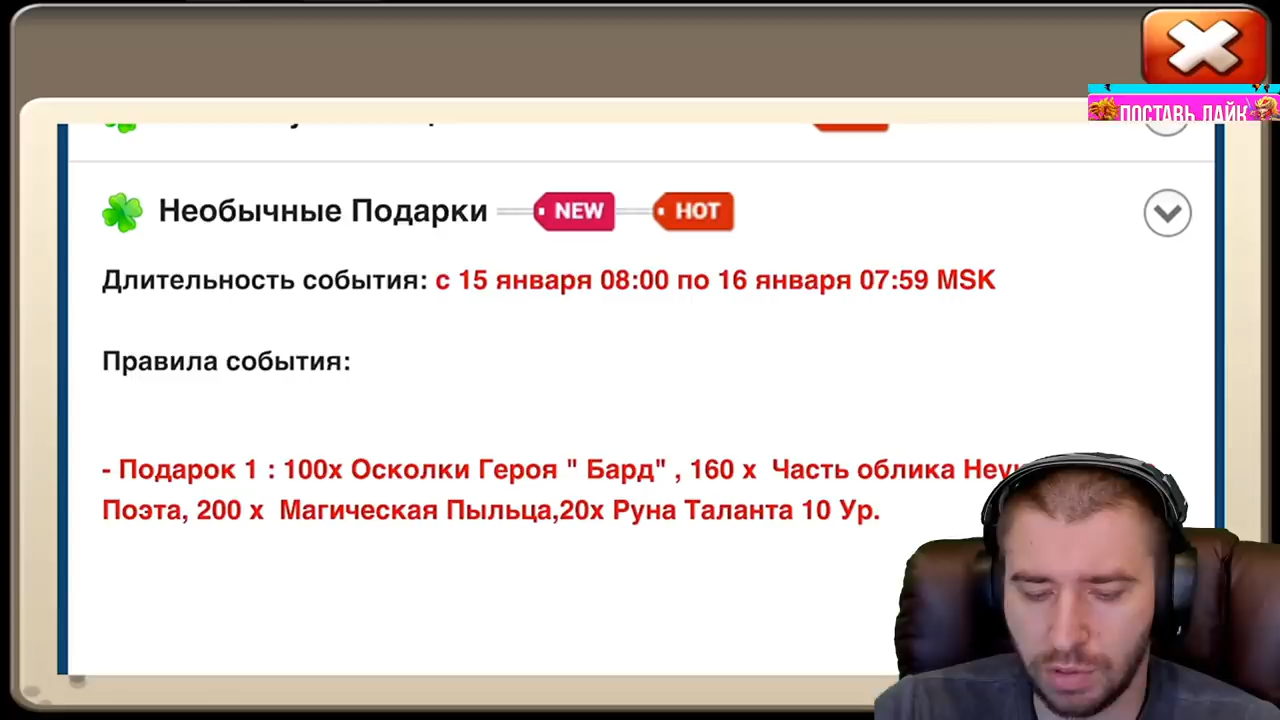 ПОСТАВЬ ЛАЙК
Необычные Подарки NEW HOT
Длительность события: с 15 января 08:00 по 16 января 07:59 MSK
Правила события:
- Подарок 1 : 100x Осколки Героя " Бард" , 160 x Часть облика
Поэта, 200 x Магическая Пыльца,20x Руна Таланта 10 Ур.